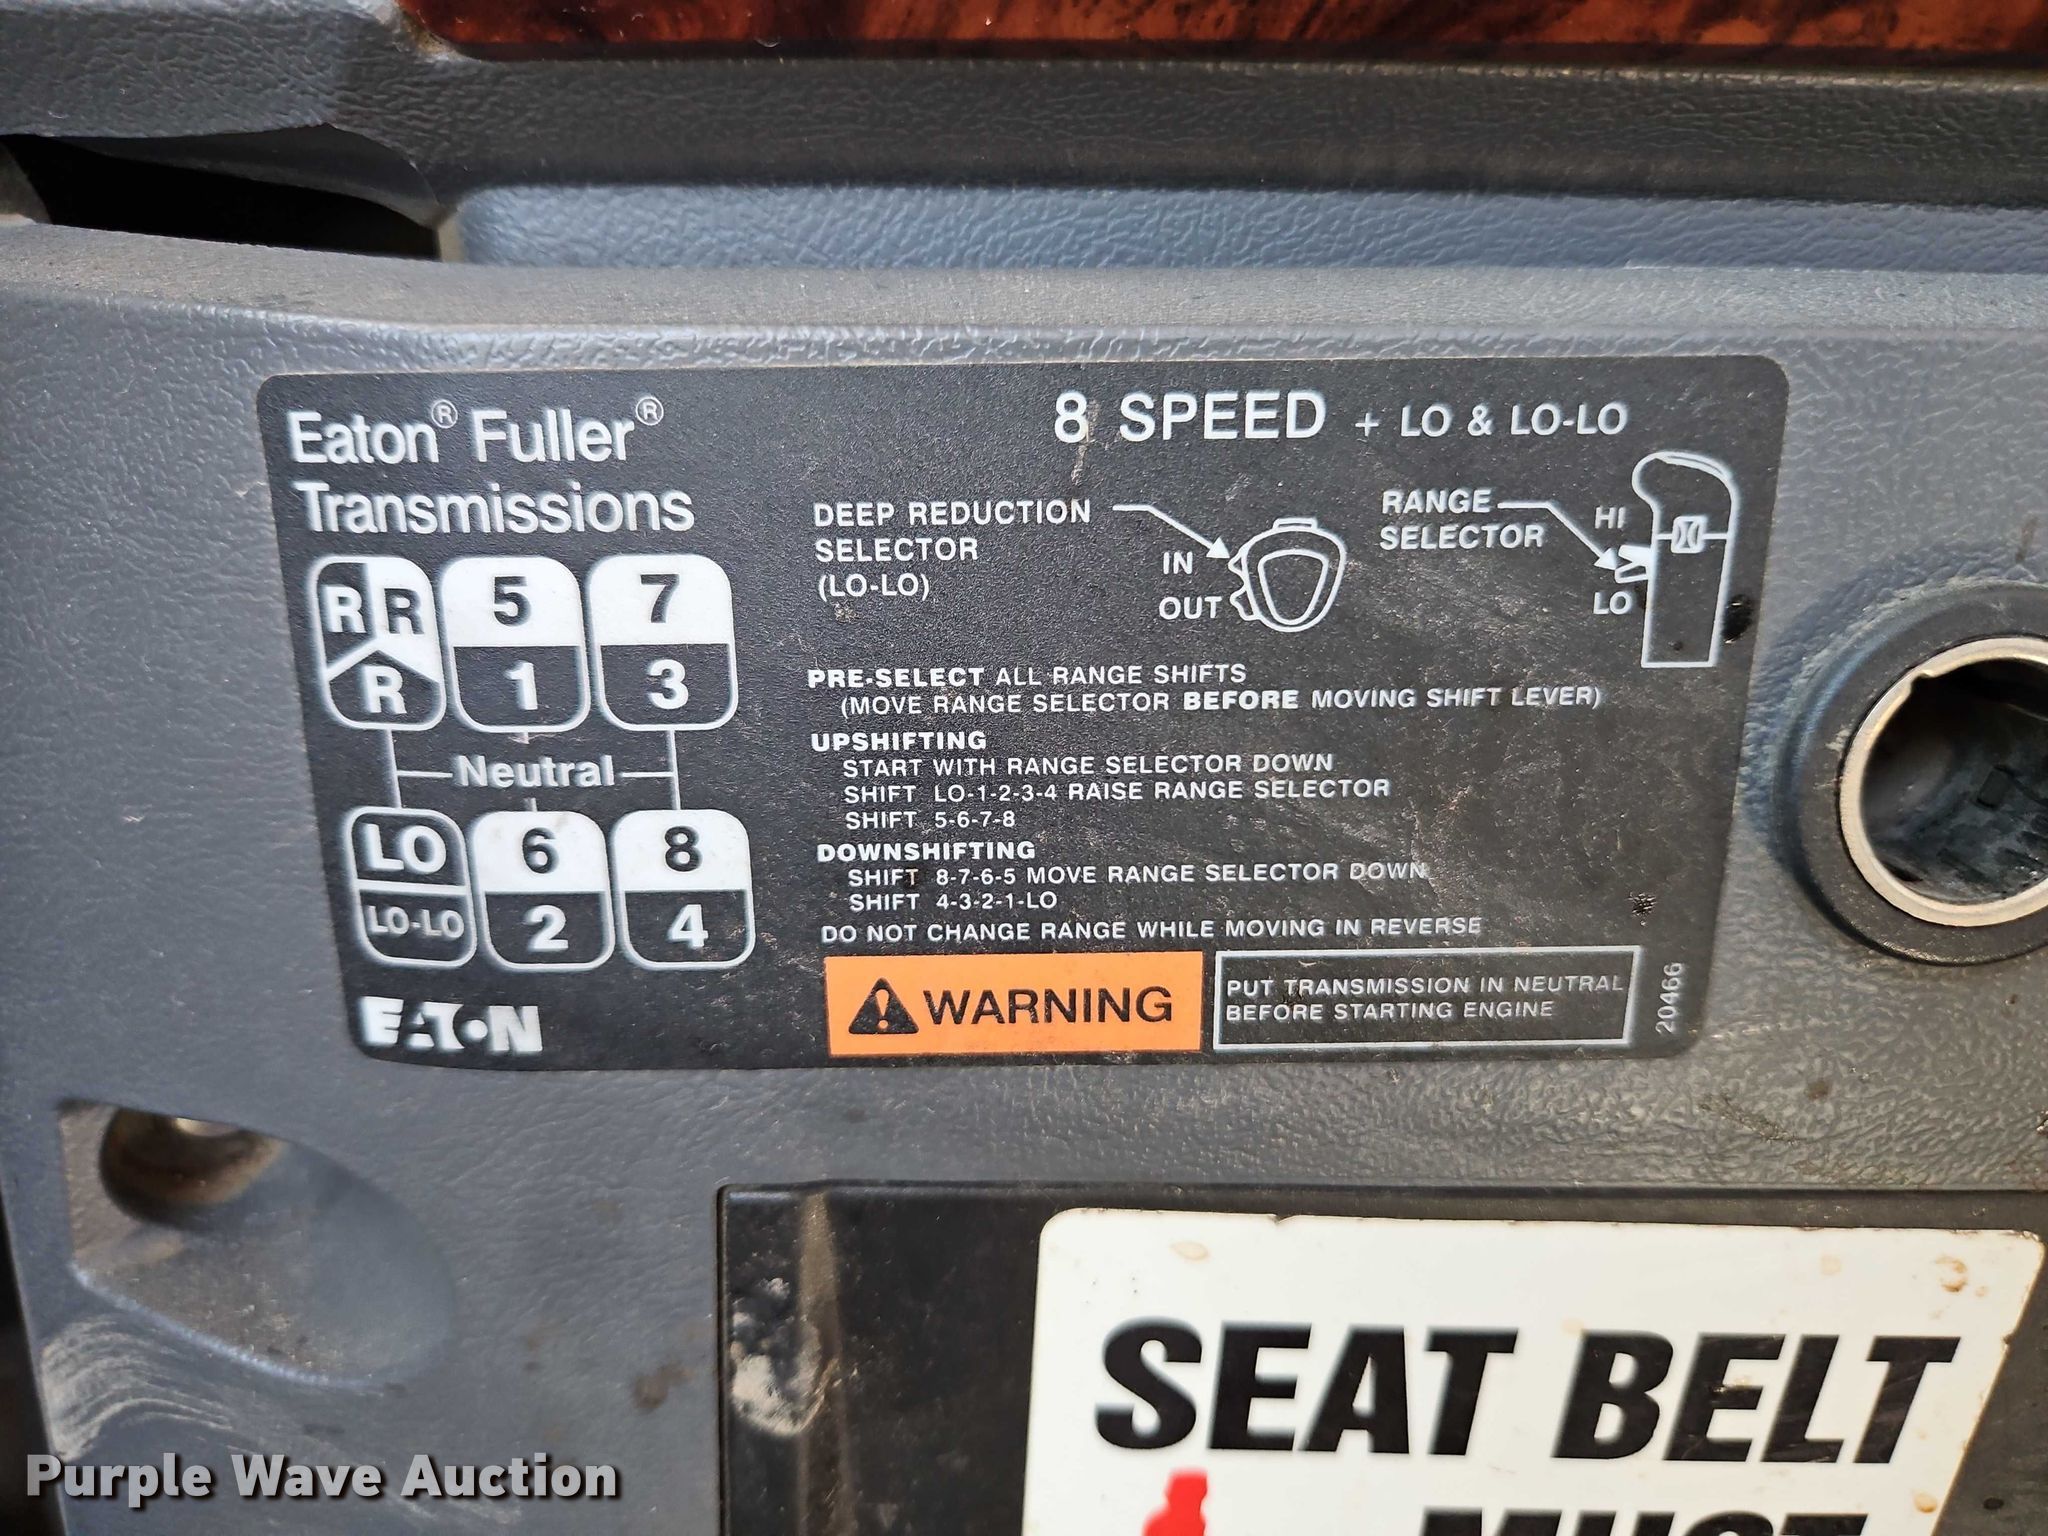 Eaton® Fuller®
Transmissions
8 SPEED + LO & LO-LO
DEEP REDUCTION
SELECTOR
(LO-LO)
IN
OUT
RANGE
SELECTOR
HI
LO
R R 5 7
R 1 3
Neutral
LO 6 8
LO-LO 2 4
EATON
PRE-SELECT ALL RANGE SHIFTS
(MOVE RANGE SELECTOR BEFORE MOVING SHIFT LEVER)
UPSHIFTING
START WITH RANGE SELECTOR DOWN
SHIFT LO-1-2-3-4 RAISE RANGE SELECTOR
SHIFT 5-6-7-8
DOWNSHIFTING
SHIFT 8-7-6-5 MOVE RANGE SELECTOR DOWN
SHIFT 4-3-2-1-LO
DO NOT CHANGE RANGE WHILE MOVING IN REVERSE
WARNING
PUT TRANSMISSION IN NEUTRAL
BEFORE STARTING ENGINE
20466
SEAT BELT
MUST
Purple Wave Auction